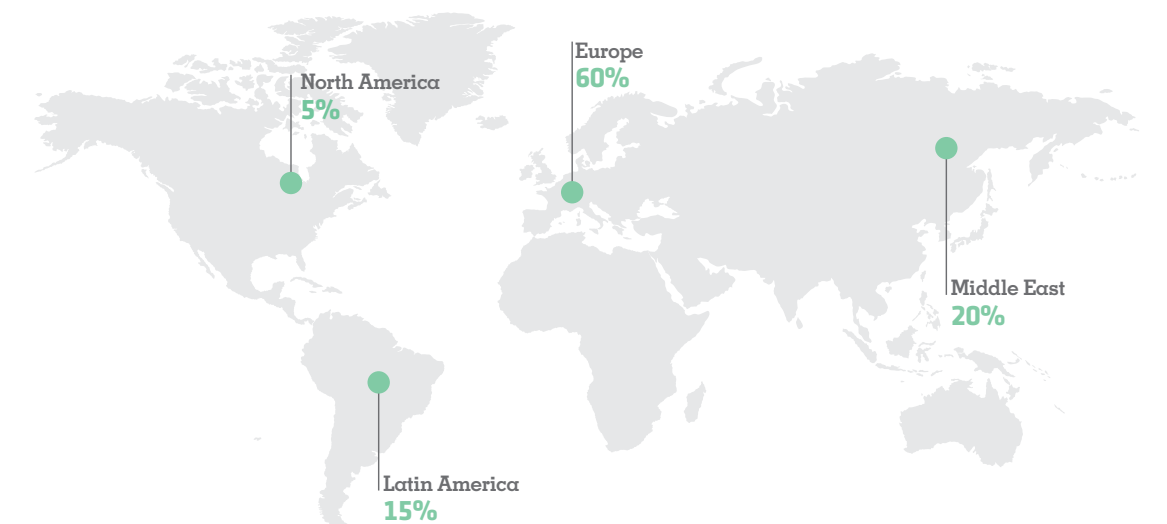 Europe
60%
North America
5%
Middle East
20%
Latin America
15%